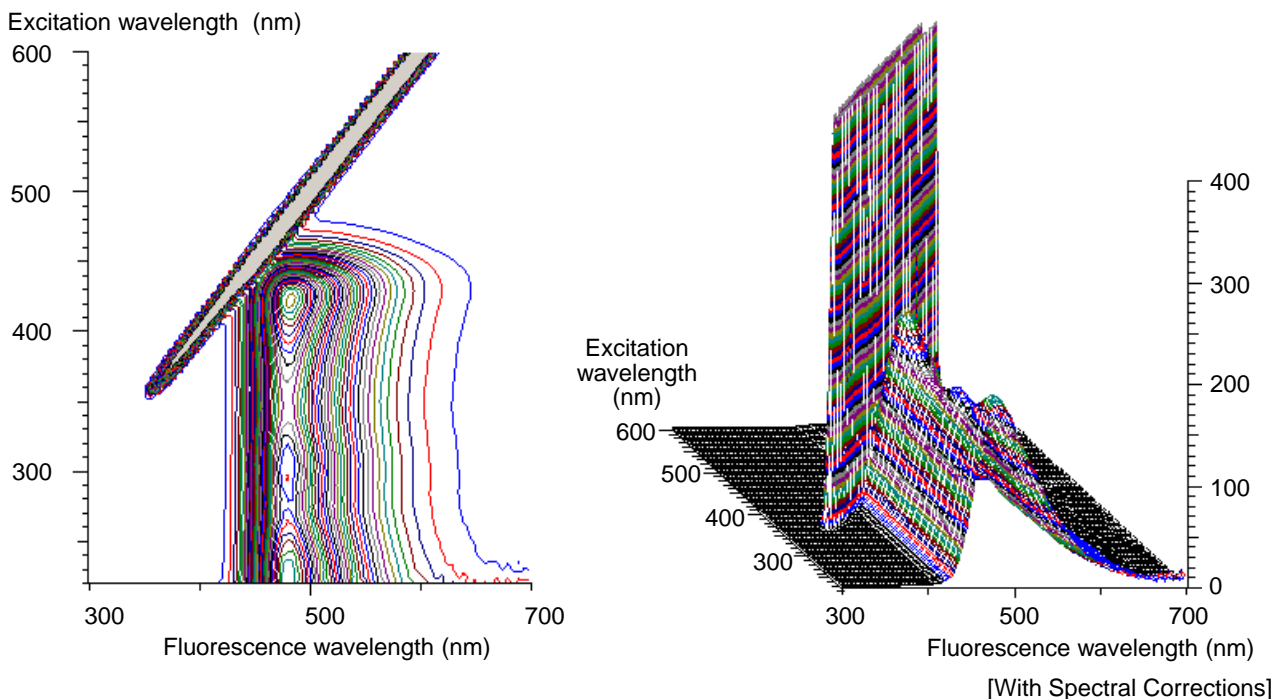 Excitation wavelength (nm)
600
500
400
300
300
500
700
Fluorescence wavelength (nm)
400
300
200
100
0
Excitation
wavelength
(nm)
600
500
400
300
300
500
700
Fluorescence wavelength (nm)
[With Spectral Corrections]